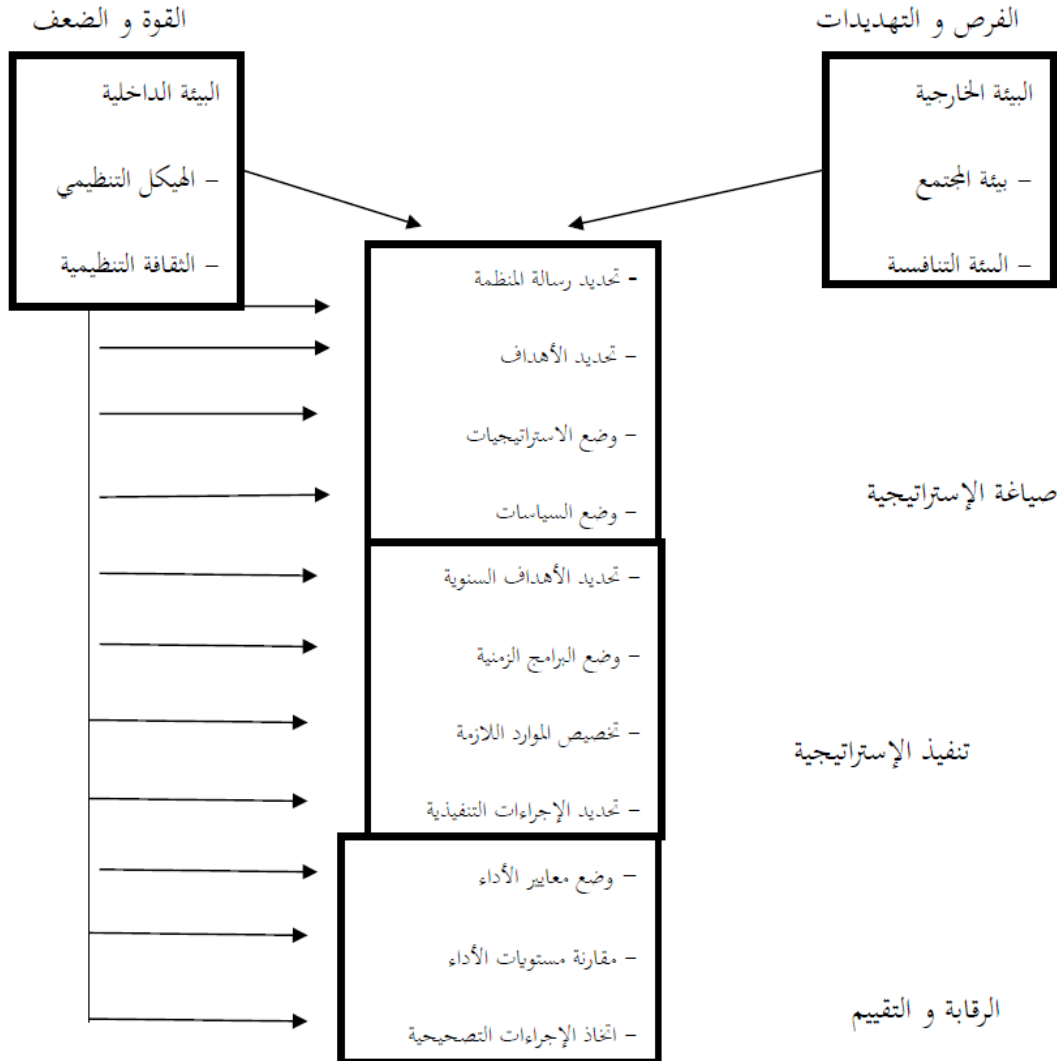 الفرص و التهديدات
القوة و الضعف
البيئة الخارجية
– بيئة المجتمع
– البيئة التنافسية
البيئة الداخلية
– الهيكل التنظيمي
– الثقافة التنظيمية
- تحديد رسالة المنظمة
– تحديد الأهداف
– وضع الاستراتيجيات
– وضع السياسات
صياغة الإستراتيجية
– تحديد الأهداف السنوية
– وضع البرامج الزمنية
– تخصيص الموارد اللازمة
– تحديد الإجراءات التنفيذية
تنفيذ الإستراتيجية
– وضع معايير الأداء
– مقارنة مستويات الأداء
– اتخاذ الإجراءات التصحيحية
الرقابة و التقييم